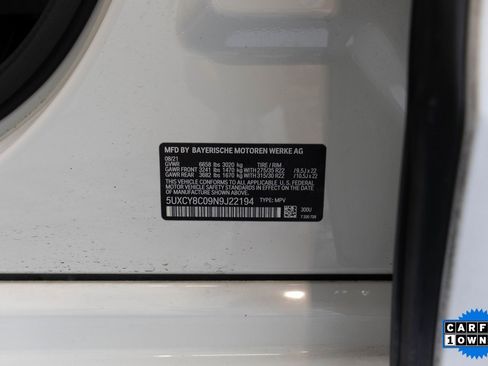 MFD BY BAYERISCHE MOTOREN WERKE AG
08/21
GVWR 6658 lbs 3020 kg TIRE / RIM
GAWR FRONT 3241 lbs 1470 kg WITH 275/35 R22 /9,5J x 22
GAWR REAR 3682 lbs 1670 kg WITH 315/30 R22 /10,5J x 22
THIS VEHICLE CONFORMS TO ALL APPLICABLE U.S. FEDERAL
MOTOR VEHICLE SAFETY STANDARDS IN EFFECT ON THE DATE
OF MANUFACTURE SHOWN ABOVE.
5UXCY8C09N9J22194 TYPE: MPV 300U
CARF
1 OWN